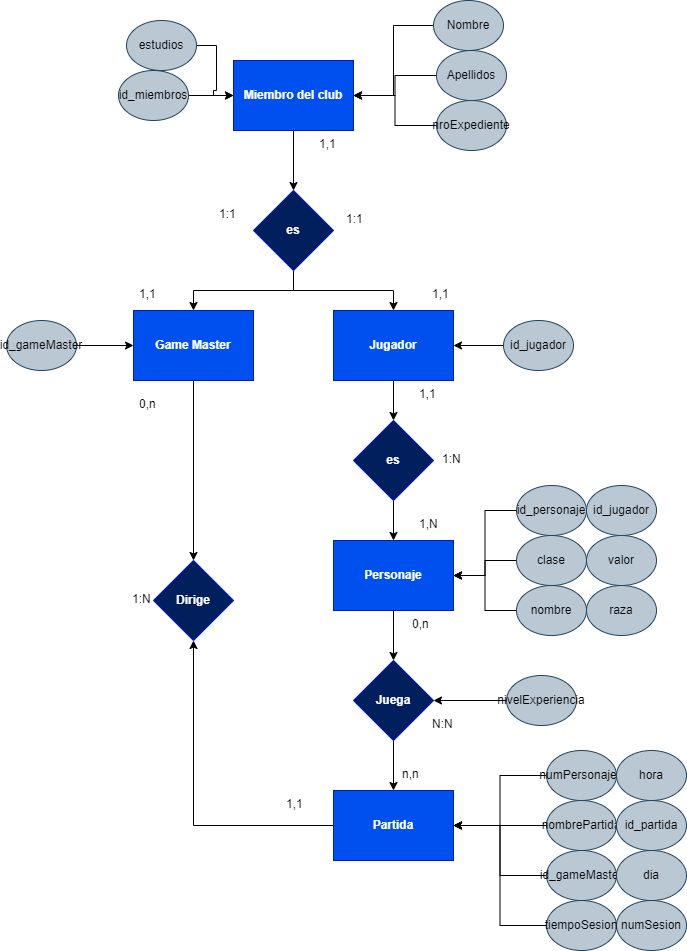 Nombre
estudios
Apellidos
id_miembros
Miembro del club
nroExpediente
1,1
1:1
1:1
es
1,1
1,1
id_gameMaster
Game Master
Jugador
id_jugador
0,n
1,1
es
1:N
1,N
id_personaje
id_jugador
clase
valor
Personaje
nombre
raza
1:N
Dirige
0,n
Juega
nivelExperiencia
N:N
n,n
numPersonaje
hora
1,1
Partida
nombrePartida
id_partida
id_gameMaster
dia
tiempoSesion
numSesion